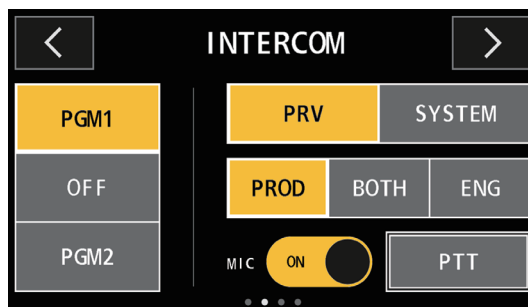 INTERCOM
PGM1
OFF
PGM2
PRV SYSTEM
PROD BOTH ENG
MIC ON PTT